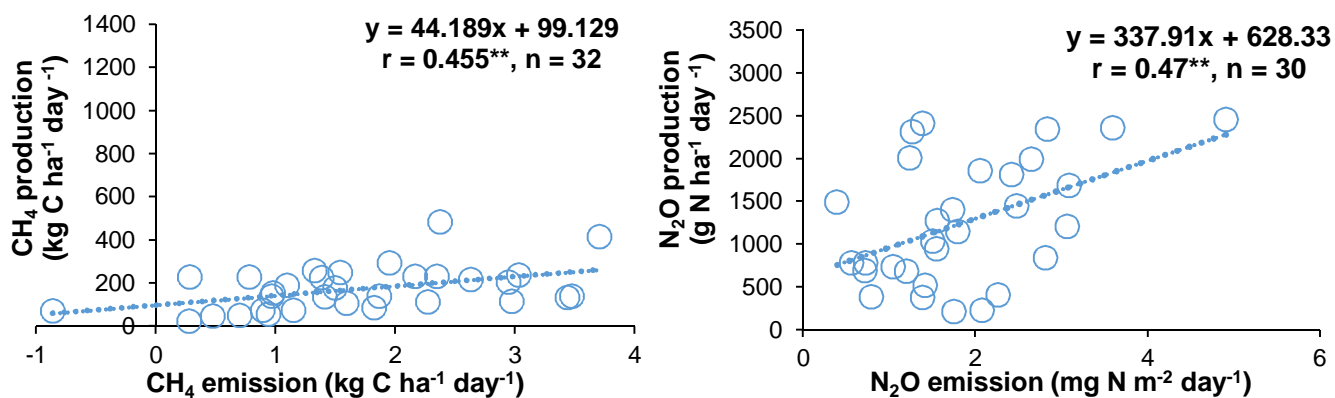 y = 44.189x + 99.129
r = 0.455**, n = 32
CH₄ production
(kg C ha⁻¹ day ⁻¹)
1400
1200
1000
800
600
400
200
0
-1 0 1 2 3 4
CH₄ emission (kg C ha⁻¹ day⁻¹)
y = 337.91x + 628.33
r = 0.47**, n = 30
N₂O production
(g N ha⁻¹ day ⁻¹)
3500
3000
2500
2000
1500
1000
500
0
0 2 4 6
N₂O emission (mg N m⁻² day⁻¹)